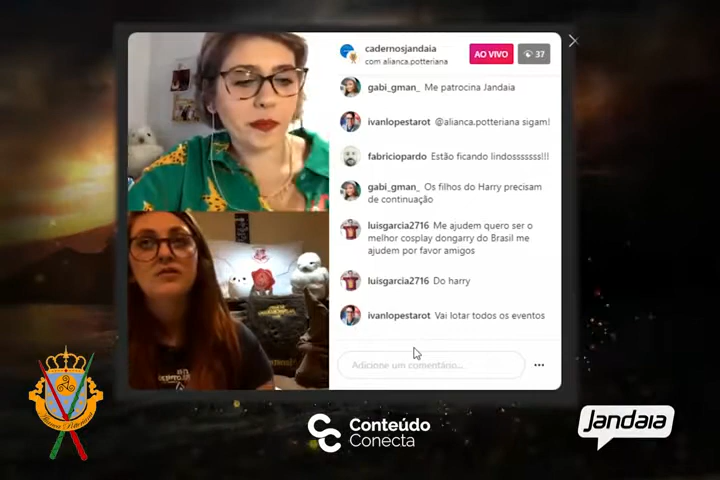 cadernosjandaia
com alianca.potteriana
AO VIVO
37
gabi_gman_ Me patrocina Jandaia
ivanlopestarot @alianca.potteriana sigam!
fabriciopardo Estão ficando lindosssssss!!!
gabi_gman_ Os filhos do Harry precisam
de continuação
luisgarcia2716 Me ajudem quero ser o
melhor cosplay dongarry do Brasil me
ajudem por favor amigos
luisgarcia2716 Do harry
ivanlopestarot Vai lotar todos os eventos
Adicione um comentário...
Aliança Potteriana
Conteúdo
Conecta
Jandaia